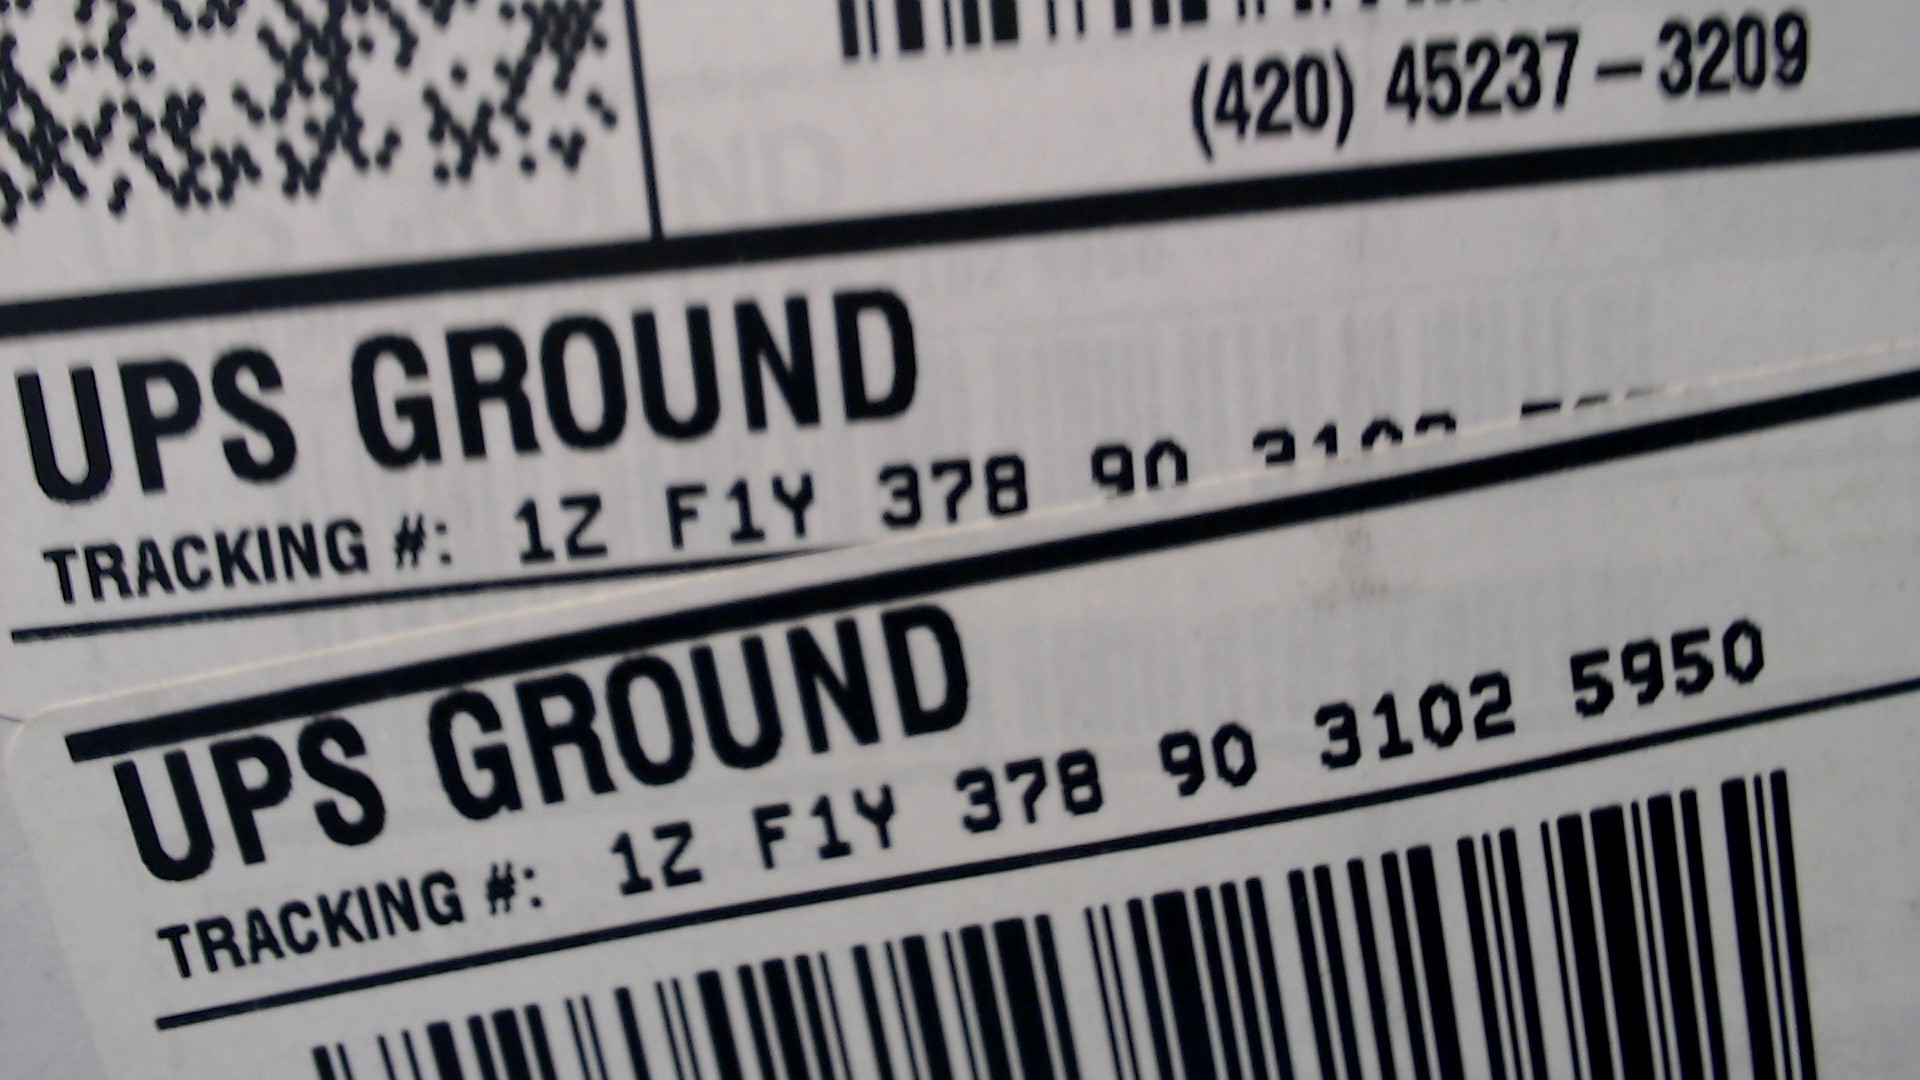 (420) 45237-3209
UPS GROUND
TRACKING #: 1Z F1Y 378 90 3102
UPS GROUND
TRACKING #: 1Z F1Y 378 90 3102 5950